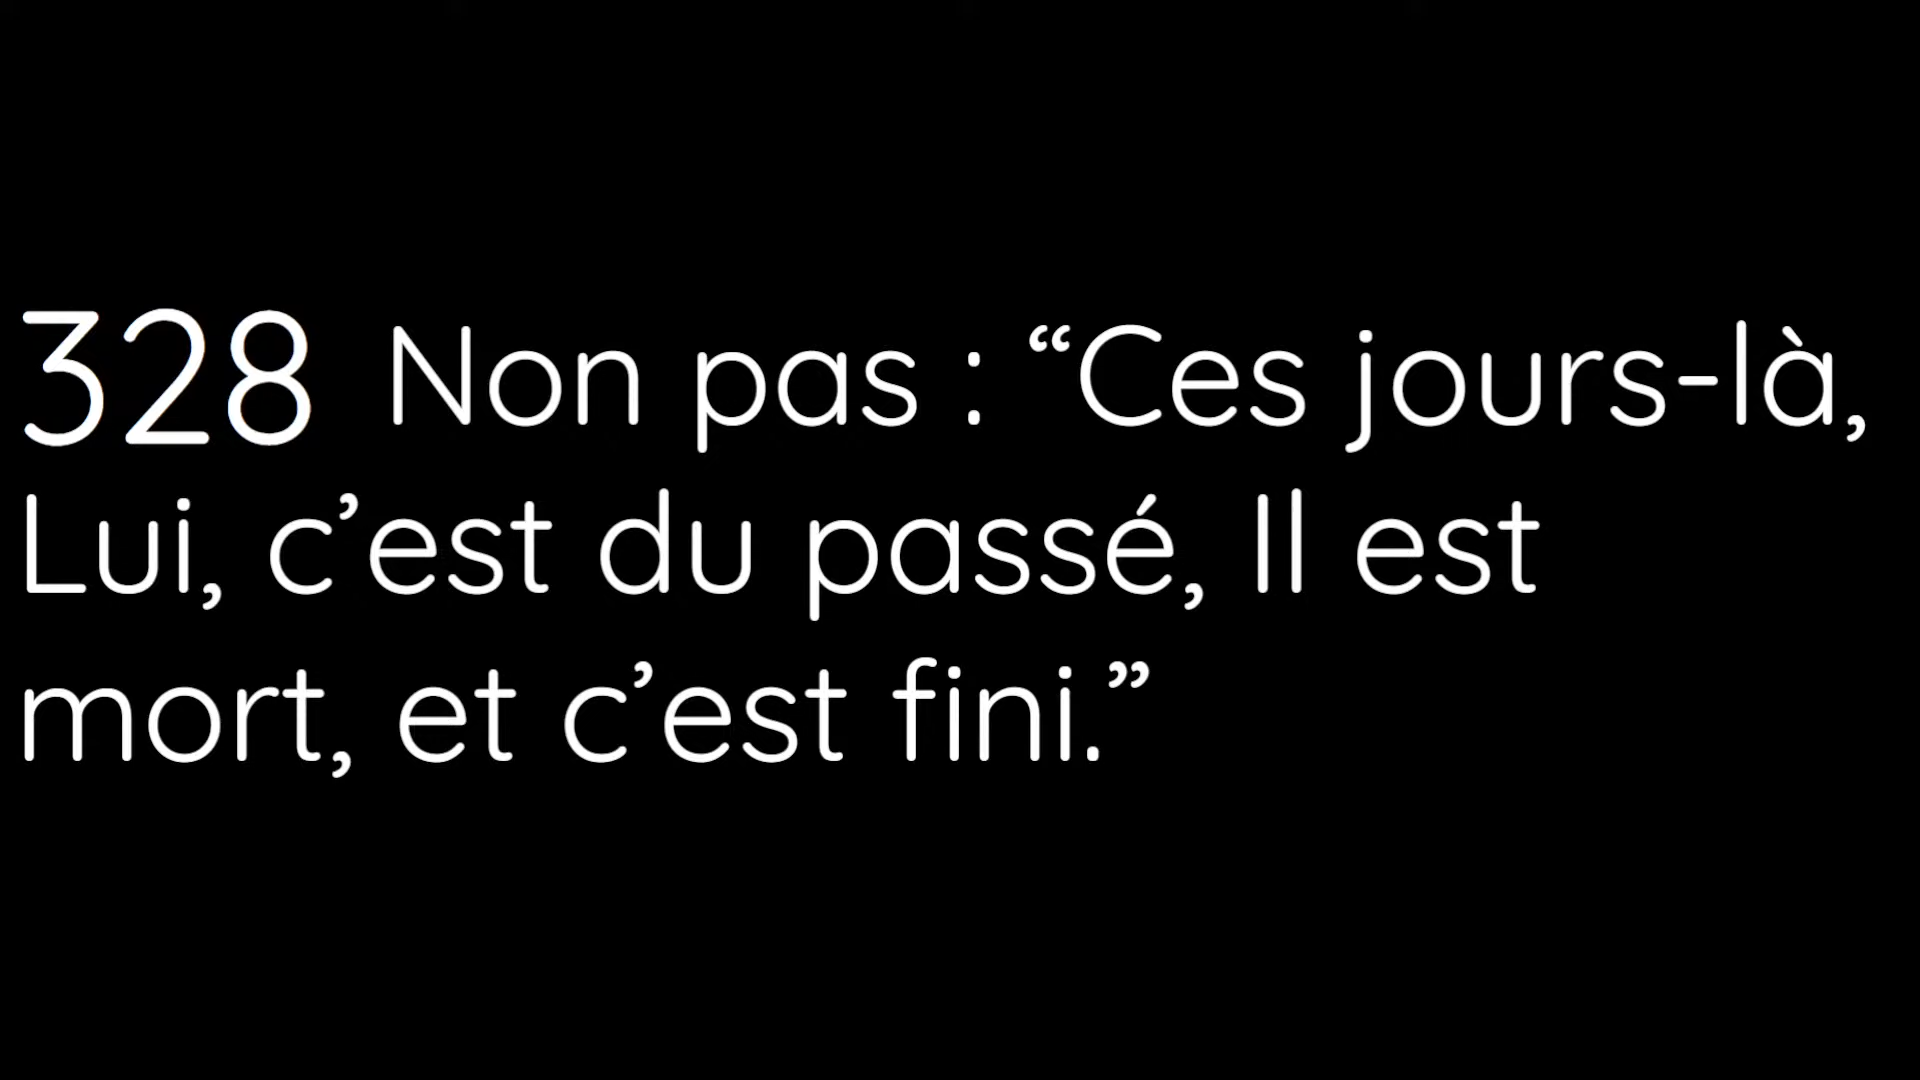 328 Non pas : “Ces jours-là,
Lui, c’est du passé, Il est
mort, et c’est fini.”